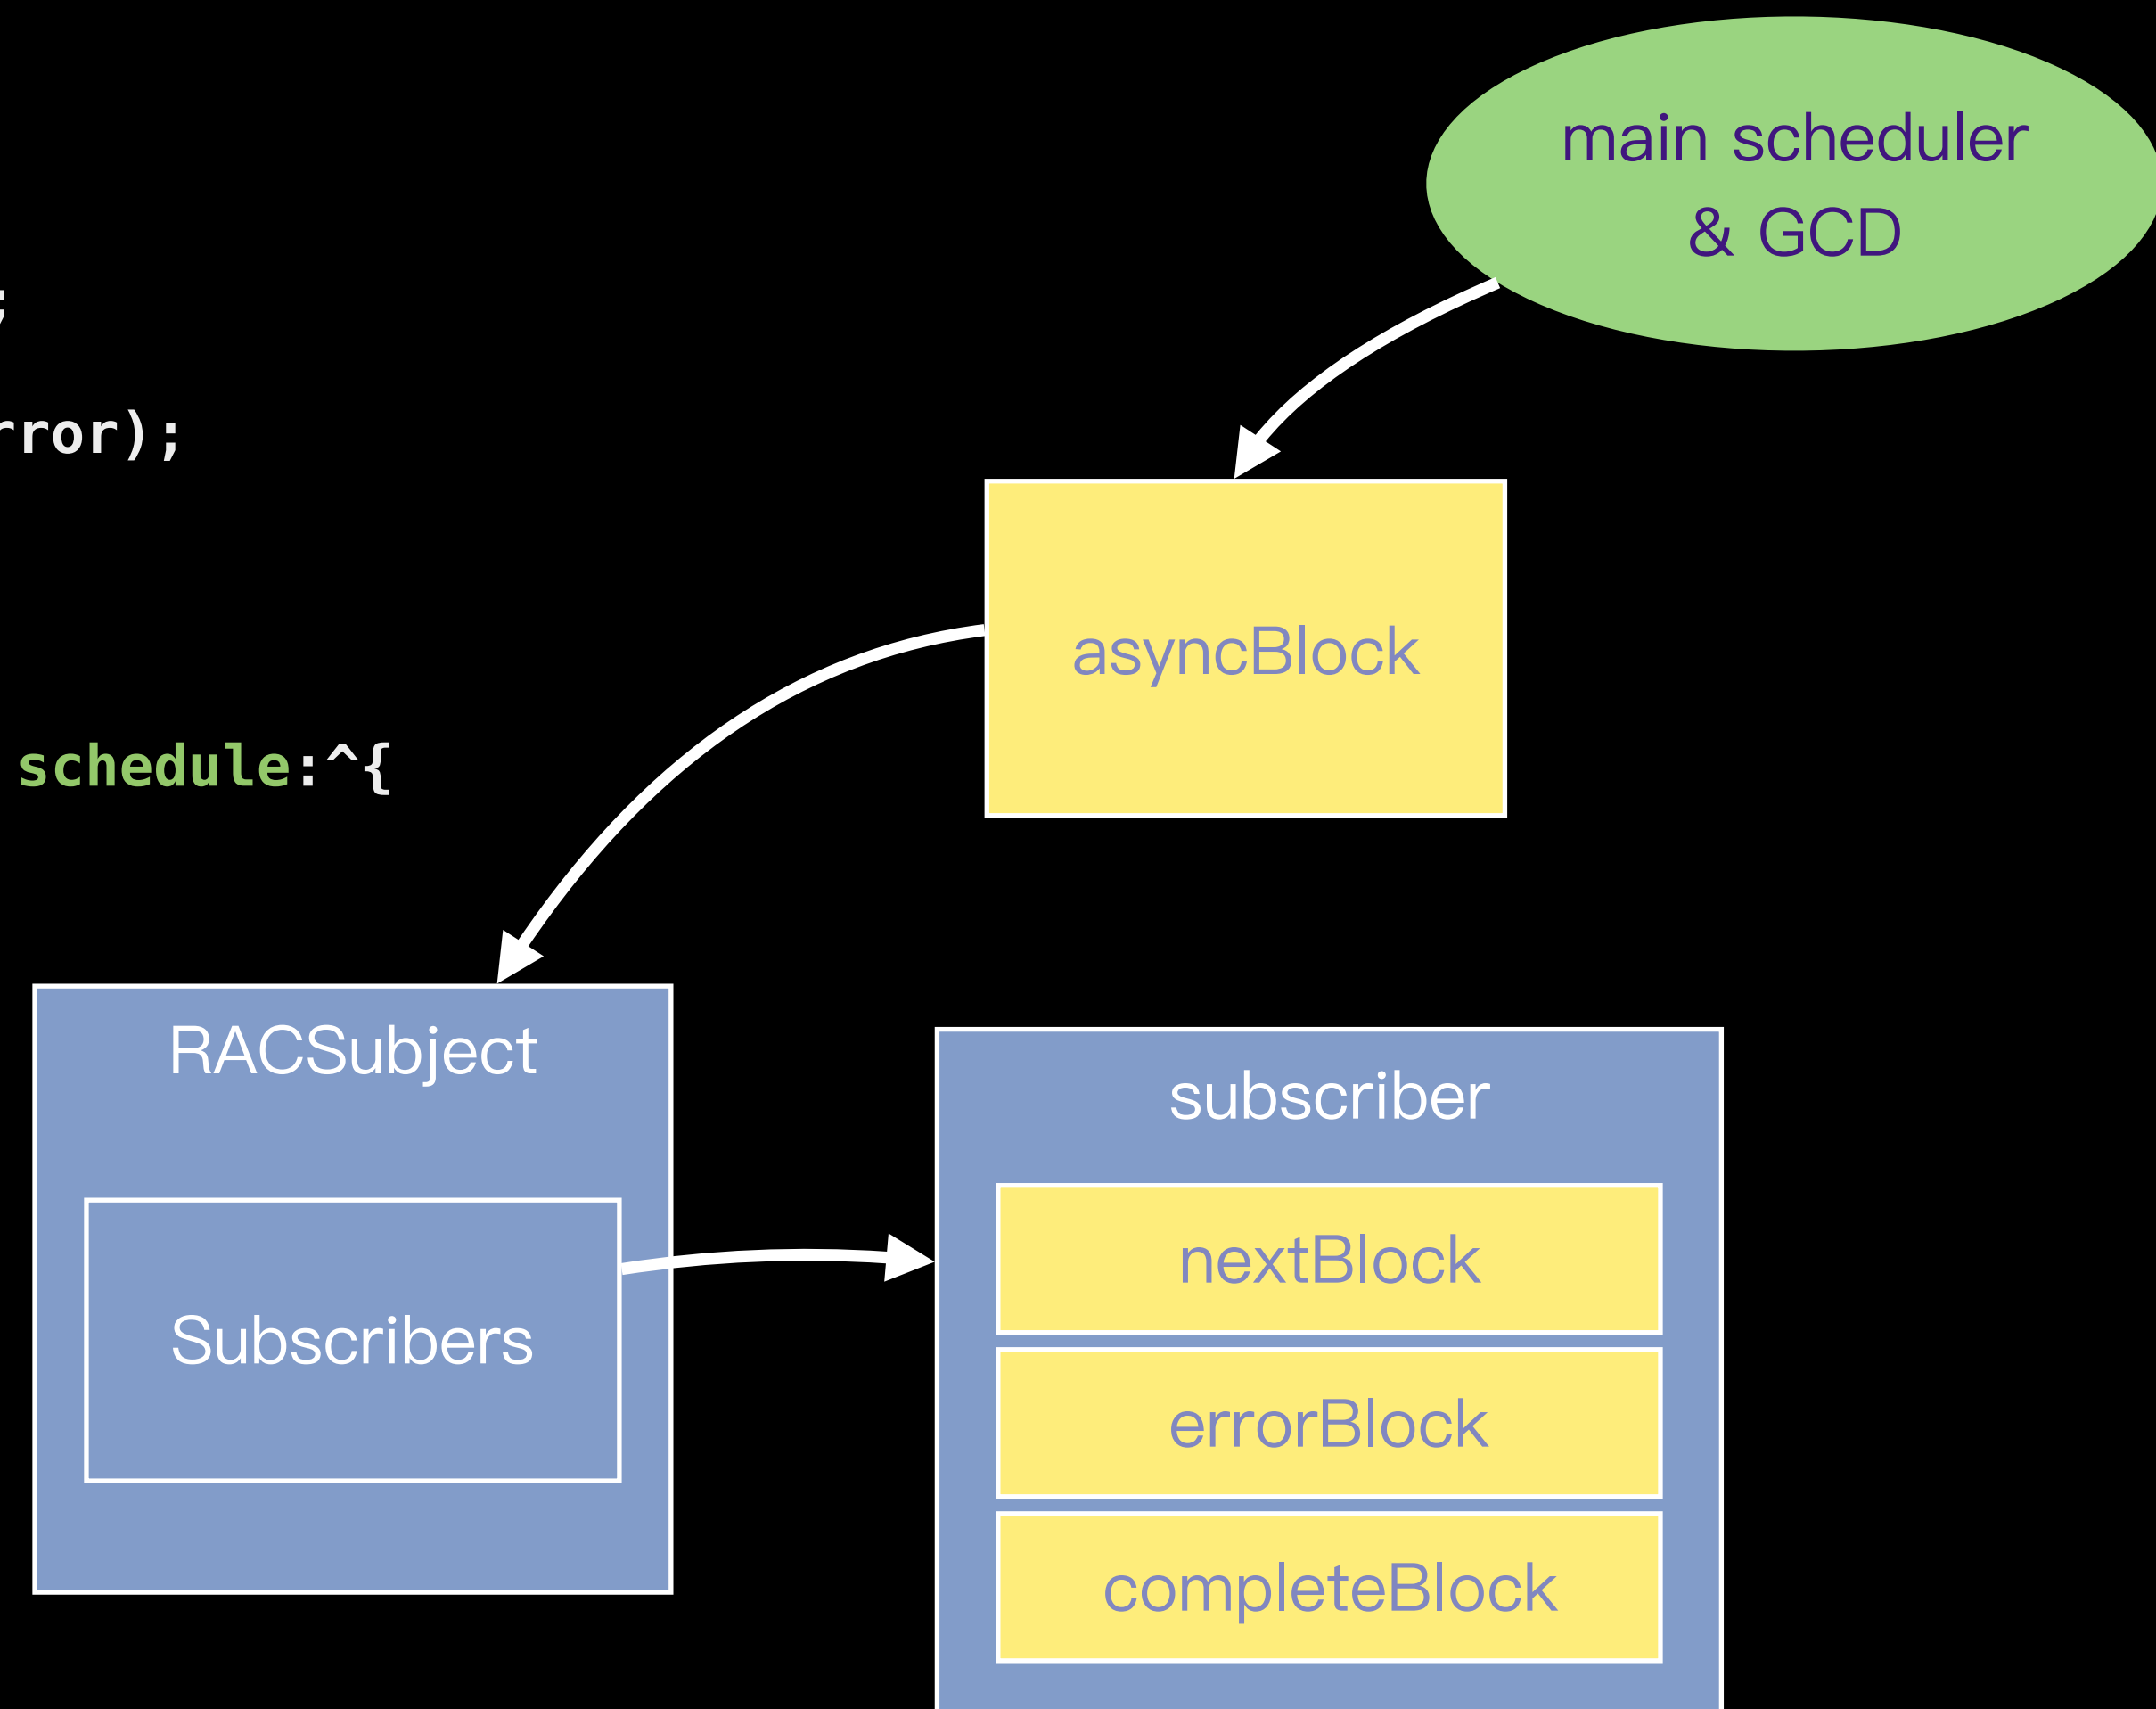 ;
rror);
schedule:^{
main scheduler
& GCD
asyncBlock
RACSubject
Subscribers
subscriber
nextBlock
errorBlock
completeBlock